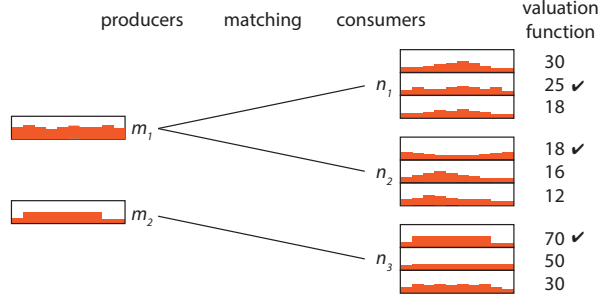 producers matching consumers valuation function
30
n1 25 ✔
18
m1
18 ✔
n2 16
12
m2
70 ✔
n3 50
30